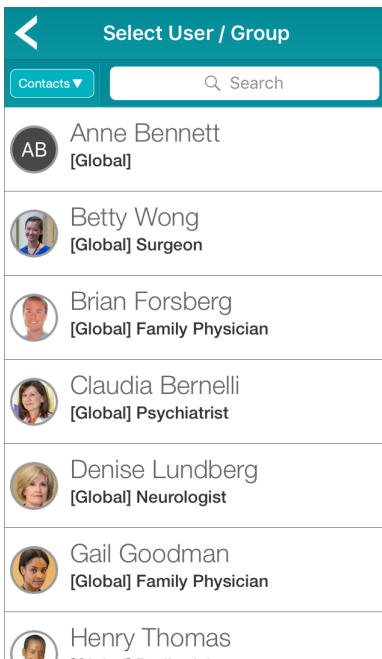 Select User / Group
Contacts ▼
Search
AB
Anne Bennett
[Global]
Betty Wong
[Global] Surgeon
Brian Forsberg
[Global] Family Physician
Claudia Bernelli
[Global] Psychiatrist
Denise Lundberg
[Global] Neurologist
Gail Goodman
[Global] Family Physician
Henry Thomas